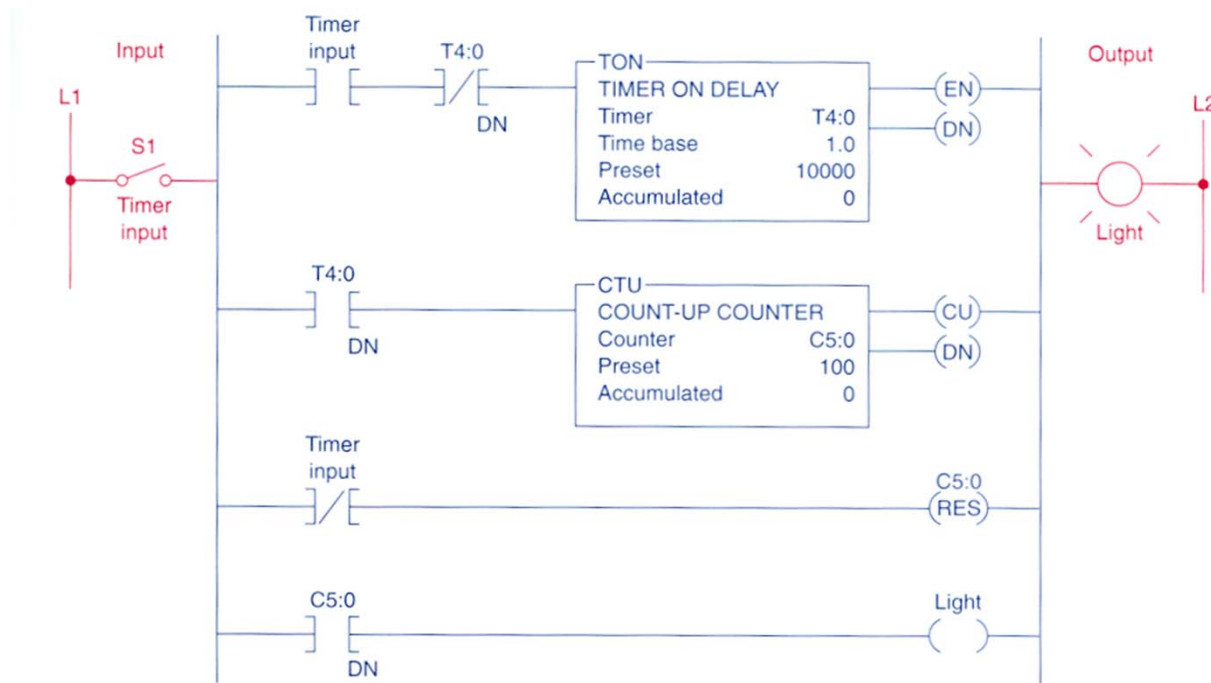 Input
L1
S1
Timer
input
Timer
input
T4:0
DN
TON
TIMER ON DELAY
Timer T4:0
Time base 1.0
Preset 10000
Accumulated 0
(EN)
(DN)
Output
L2
Light
T4:0
DN
CTU
COUNT-UP COUNTER
Counter C5:0
Preset 100
Accumulated 0
(CU)
(DN)
Timer
input
C5:0
(RES)
C5:0
DN
Light